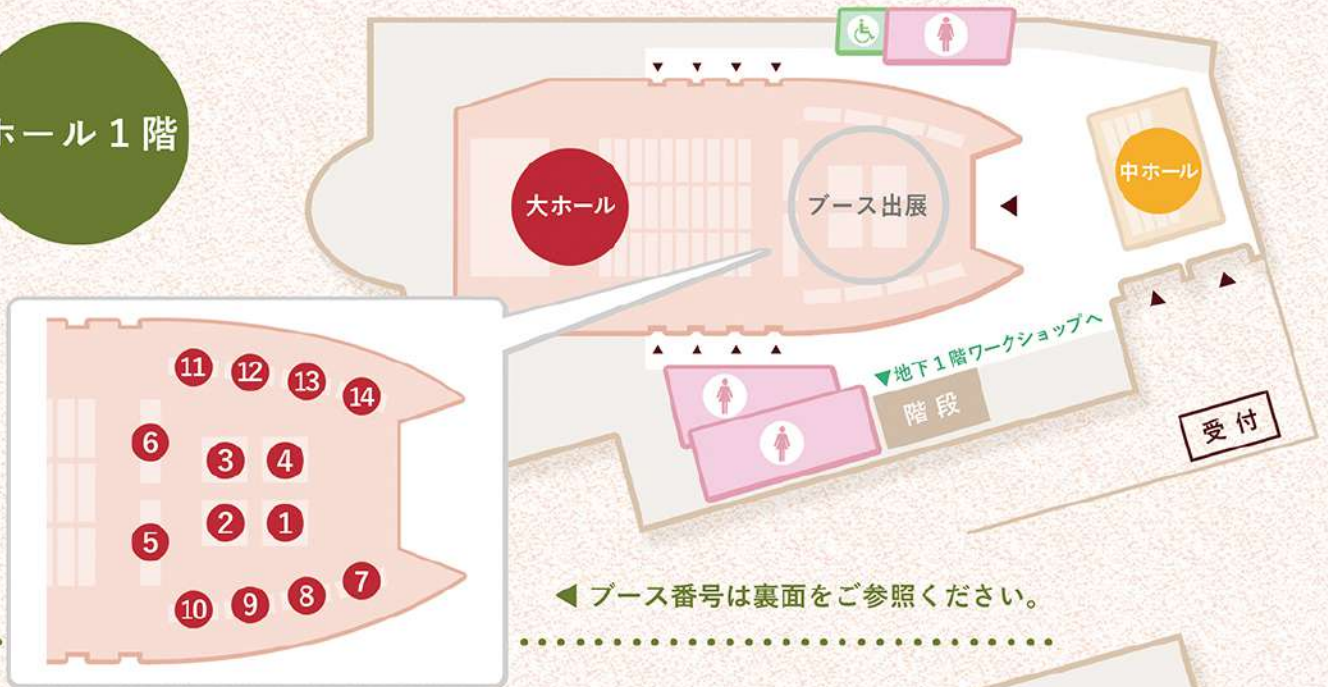 ホール1階
大ホール
ブース出展
中ホール
▼地下1階ワークショップへ
階段
受付
11
12
13
14
6
3
4
5
2
1
10
9
8
7
◀ ブース番号は裏面をご参照ください。